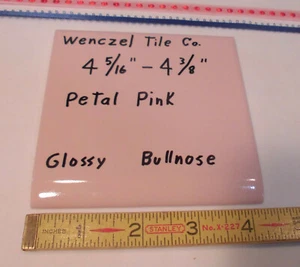 Wenczel Tile Co.
4 5/16" - 4 3/8"
Petal Pink
Glossy Bullnose
INCHES 1 2 STANLEY 3 No. X-227 4